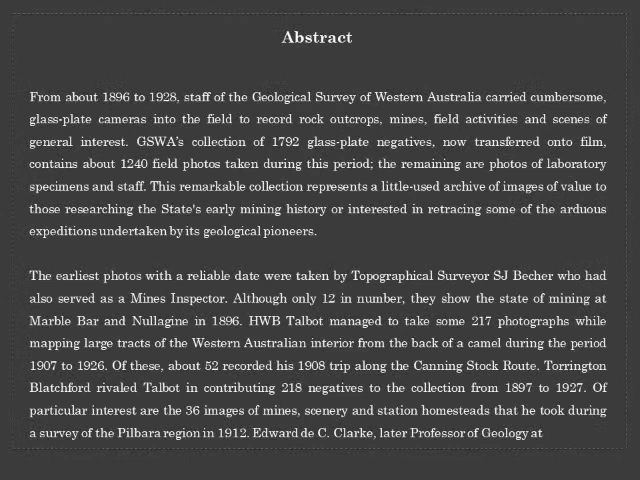 Abstract
From about 1896 to 1928, staff of the Geological Survey of Western Australia carried cumbersome,
glass-plate cameras into the field to record rock outcrops, mines, field activities and scenes of
general interest. GSWA's collection of 1792 glass-plate negatives, now transferred onto film,
contains about 1240 field photos taken during this period; the remaining are photos of laboratory
specimens and staff. This remarkable collection represents a little-used archive of images of value to
those researching the State's early mining history or interested in retracing some of the arduous
expeditions undertaken by its geological pioneers.
The earliest photos with a reliable date were taken by Topographical Surveyor SJ Becher who had
also served as a Mines Inspector. Although only 12 in number, they show the state of mining at
Marble Bar and Nullagine in 1896. HWB Talbot managed to take some 217 photographs while
mapping large tracts of the Western Australian interior from the back of a camel during the period
1907 to 1926. Of these, about 52 recorded his 1908 trip along the Canning Stock Route. Torrington
Blatchford rivaled Talbot in contributing 218 negatives to the collection from 1897 to 1927. Of
particular interest are the 36 images of mines, scenery and station homesteads that he took during
a survey of the Pilbara region in 1912. Edward de C. Clarke, later Professor of Geology at